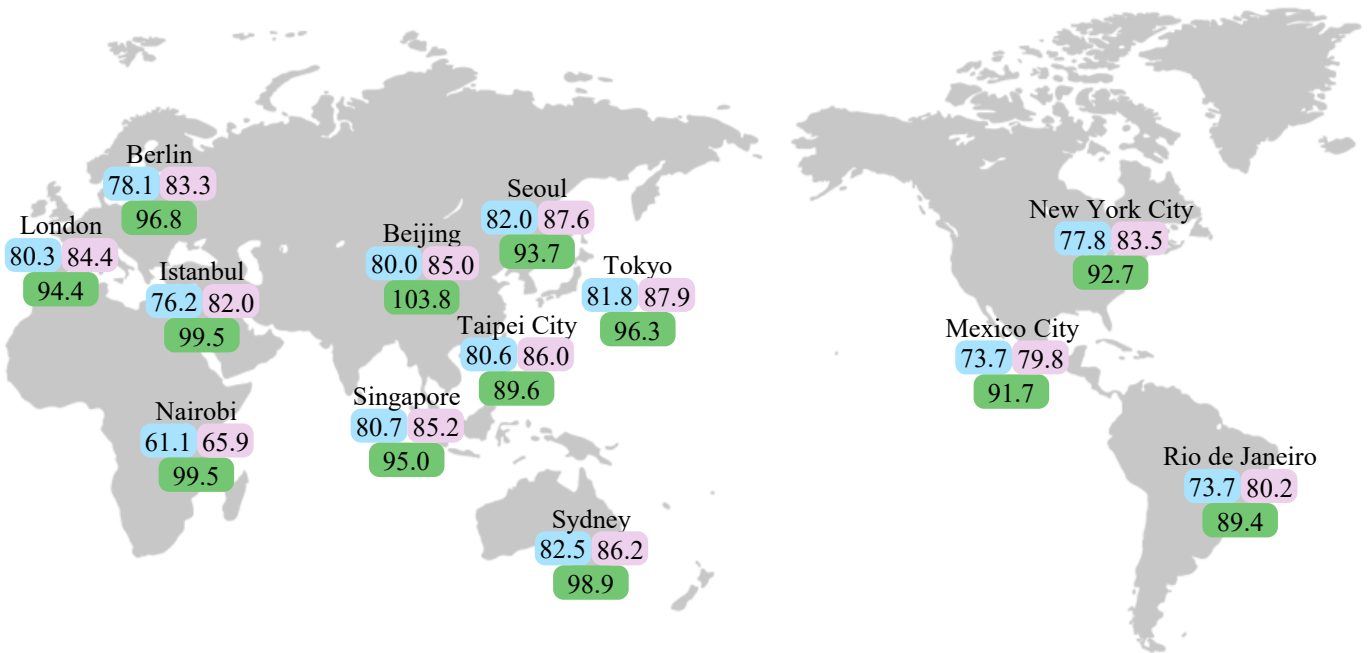 Berlin
78.1 83.3
96.8
London
80.3 84.4
94.4
Istanbul
76.2 82.0
99.5
Nairobi
61.1 65.9
99.5
Seoul
82.0 87.6
93.7
Beijing
80.0 85.0
103.8
Tokyo
81.8 87.9
96.3
Taipei City
80.6 86.0
89.6
Singapore
80.7 85.2
95.0
Sydney
82.5 86.2
98.9
New York City
77.8 83.5
92.7
Mexico City
73.7 79.8
91.7
Rio de Janeiro
73.7 80.2
89.4